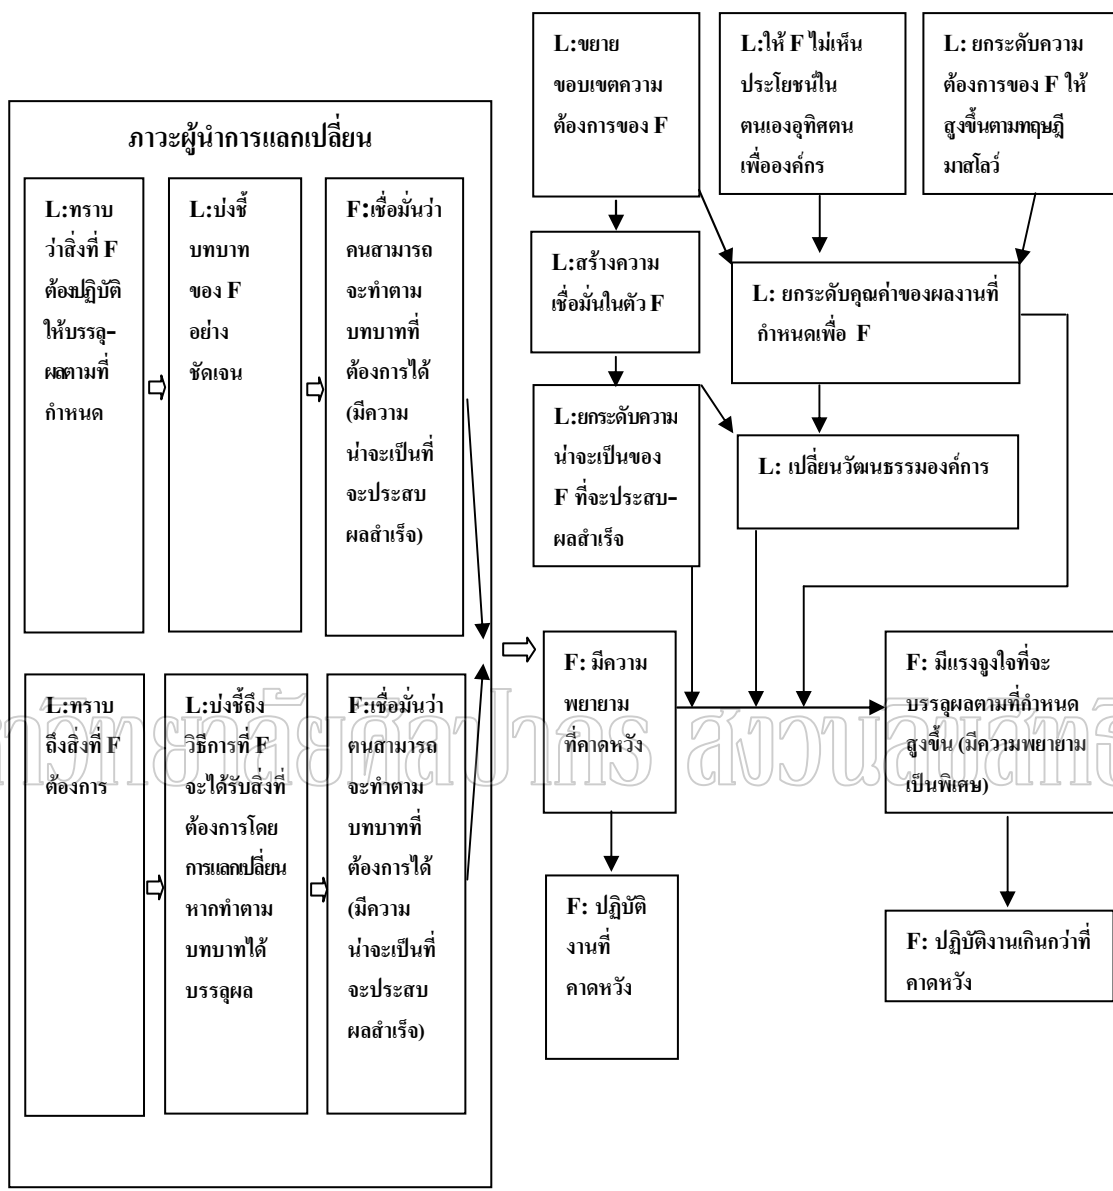 L:ขยาย
ขอบเขตความ
ต้องการของ F
L:ให้ F ไม่เห็น
ประโยชน์ใน
ตนเองอุทิศตน
เพื่อองค์กร
L: ยกระดับความ
ต้องการของ F ให้
สูงขึ้นตามทฤษฎี
มาสโลว์
ภาวะผู้นำการแลกเปลี่ยน
L:ทราบ
ว่าสิ่งที่ F
ต้องปฏิบัติ
ให้บรรลุ-
ผลตามที่
กำหนด
L:บ่งชี้
บทบาท
ของ F
อย่าง
ชัดเจน
F:เชื่อมั่นว่า
คนสามารถ
จะทำตาม
บทบาทที่
ต้องการได้
(มีความ
น่าจะเป็นที่
จะประสบ
ผลสำเร็จ)
L:สร้างความ
เชื่อมั่นในตัว F
L: ยกระดับคุณค่าของผลงานที่
กำหนดเพื่อ F
L:ยกระดับความ
น่าจะเป็นของ
F ที่จะประสบ-
ผลสำเร็จ
L: เปลี่ยนวัฒนธรรมองค์การ
L:ทราบ
ถึงสิ่งที่ F
ต้องการ
L:บ่งชี้ถึง
วิธีการที่ F
จะได้รับสิ่งที่
ต้องการโดย
การแลกเปลี่ยน
หากทำตาม
บทบาทได้
บรรลุผล
F:เชื่อมั่นว่า
ตนสามารถ
จะทำตาม
บทบาทที่
ต้องการได้
(มีความ
น่าจะเป็นที่
จะประสบ
ผลสำเร็จ)
F: มีความ
พยายาม
ที่คาดหวัง
F: มีแรงจูงใจที่จะ
บรรลุผลตามที่กำหนด
สูงขึ้น (มีความพยายาม
เป็นพิเศษ)
F: ปฏิบัติ
งานที่
คาดหวัง
F: ปฏิบัติงานเกินกว่าที่
คาดหวัง